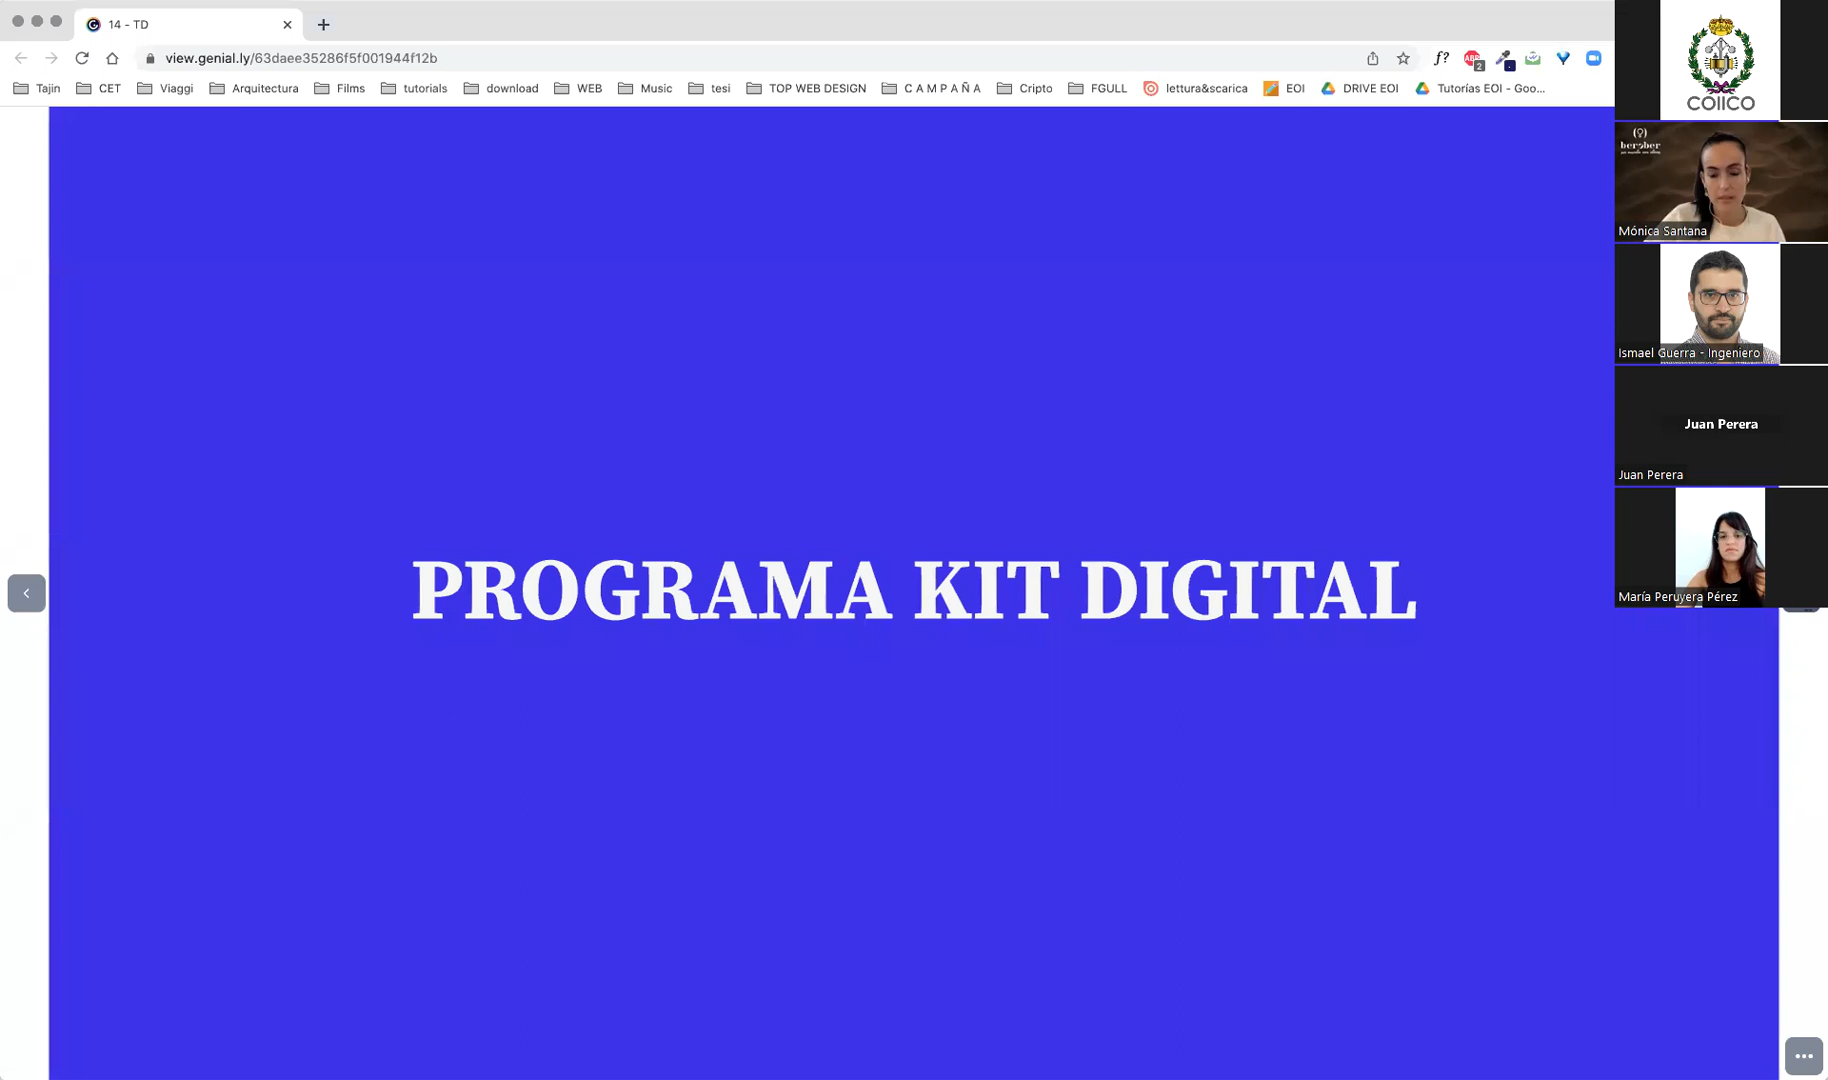 14 - TD
view.genial.ly/63daee35286f5f001944f12b
f?
ABP
2
Tajin
CET
Viaggi
Arquitectura
Films
tutorials
download
WEB
Music
tesi
TOP WEB DESIGN
C A M P A Ñ A
Cripto
FGULL
lettura&scarica
EOI
DRIVE EOI
Tutorías EOI - Goo...
PROGRAMA KIT DIGITAL
COIICO
Mónica Santana
Ismael Guerra - Ingeniero
Juan Perera
Juan Perera
María Peruyera Pérez